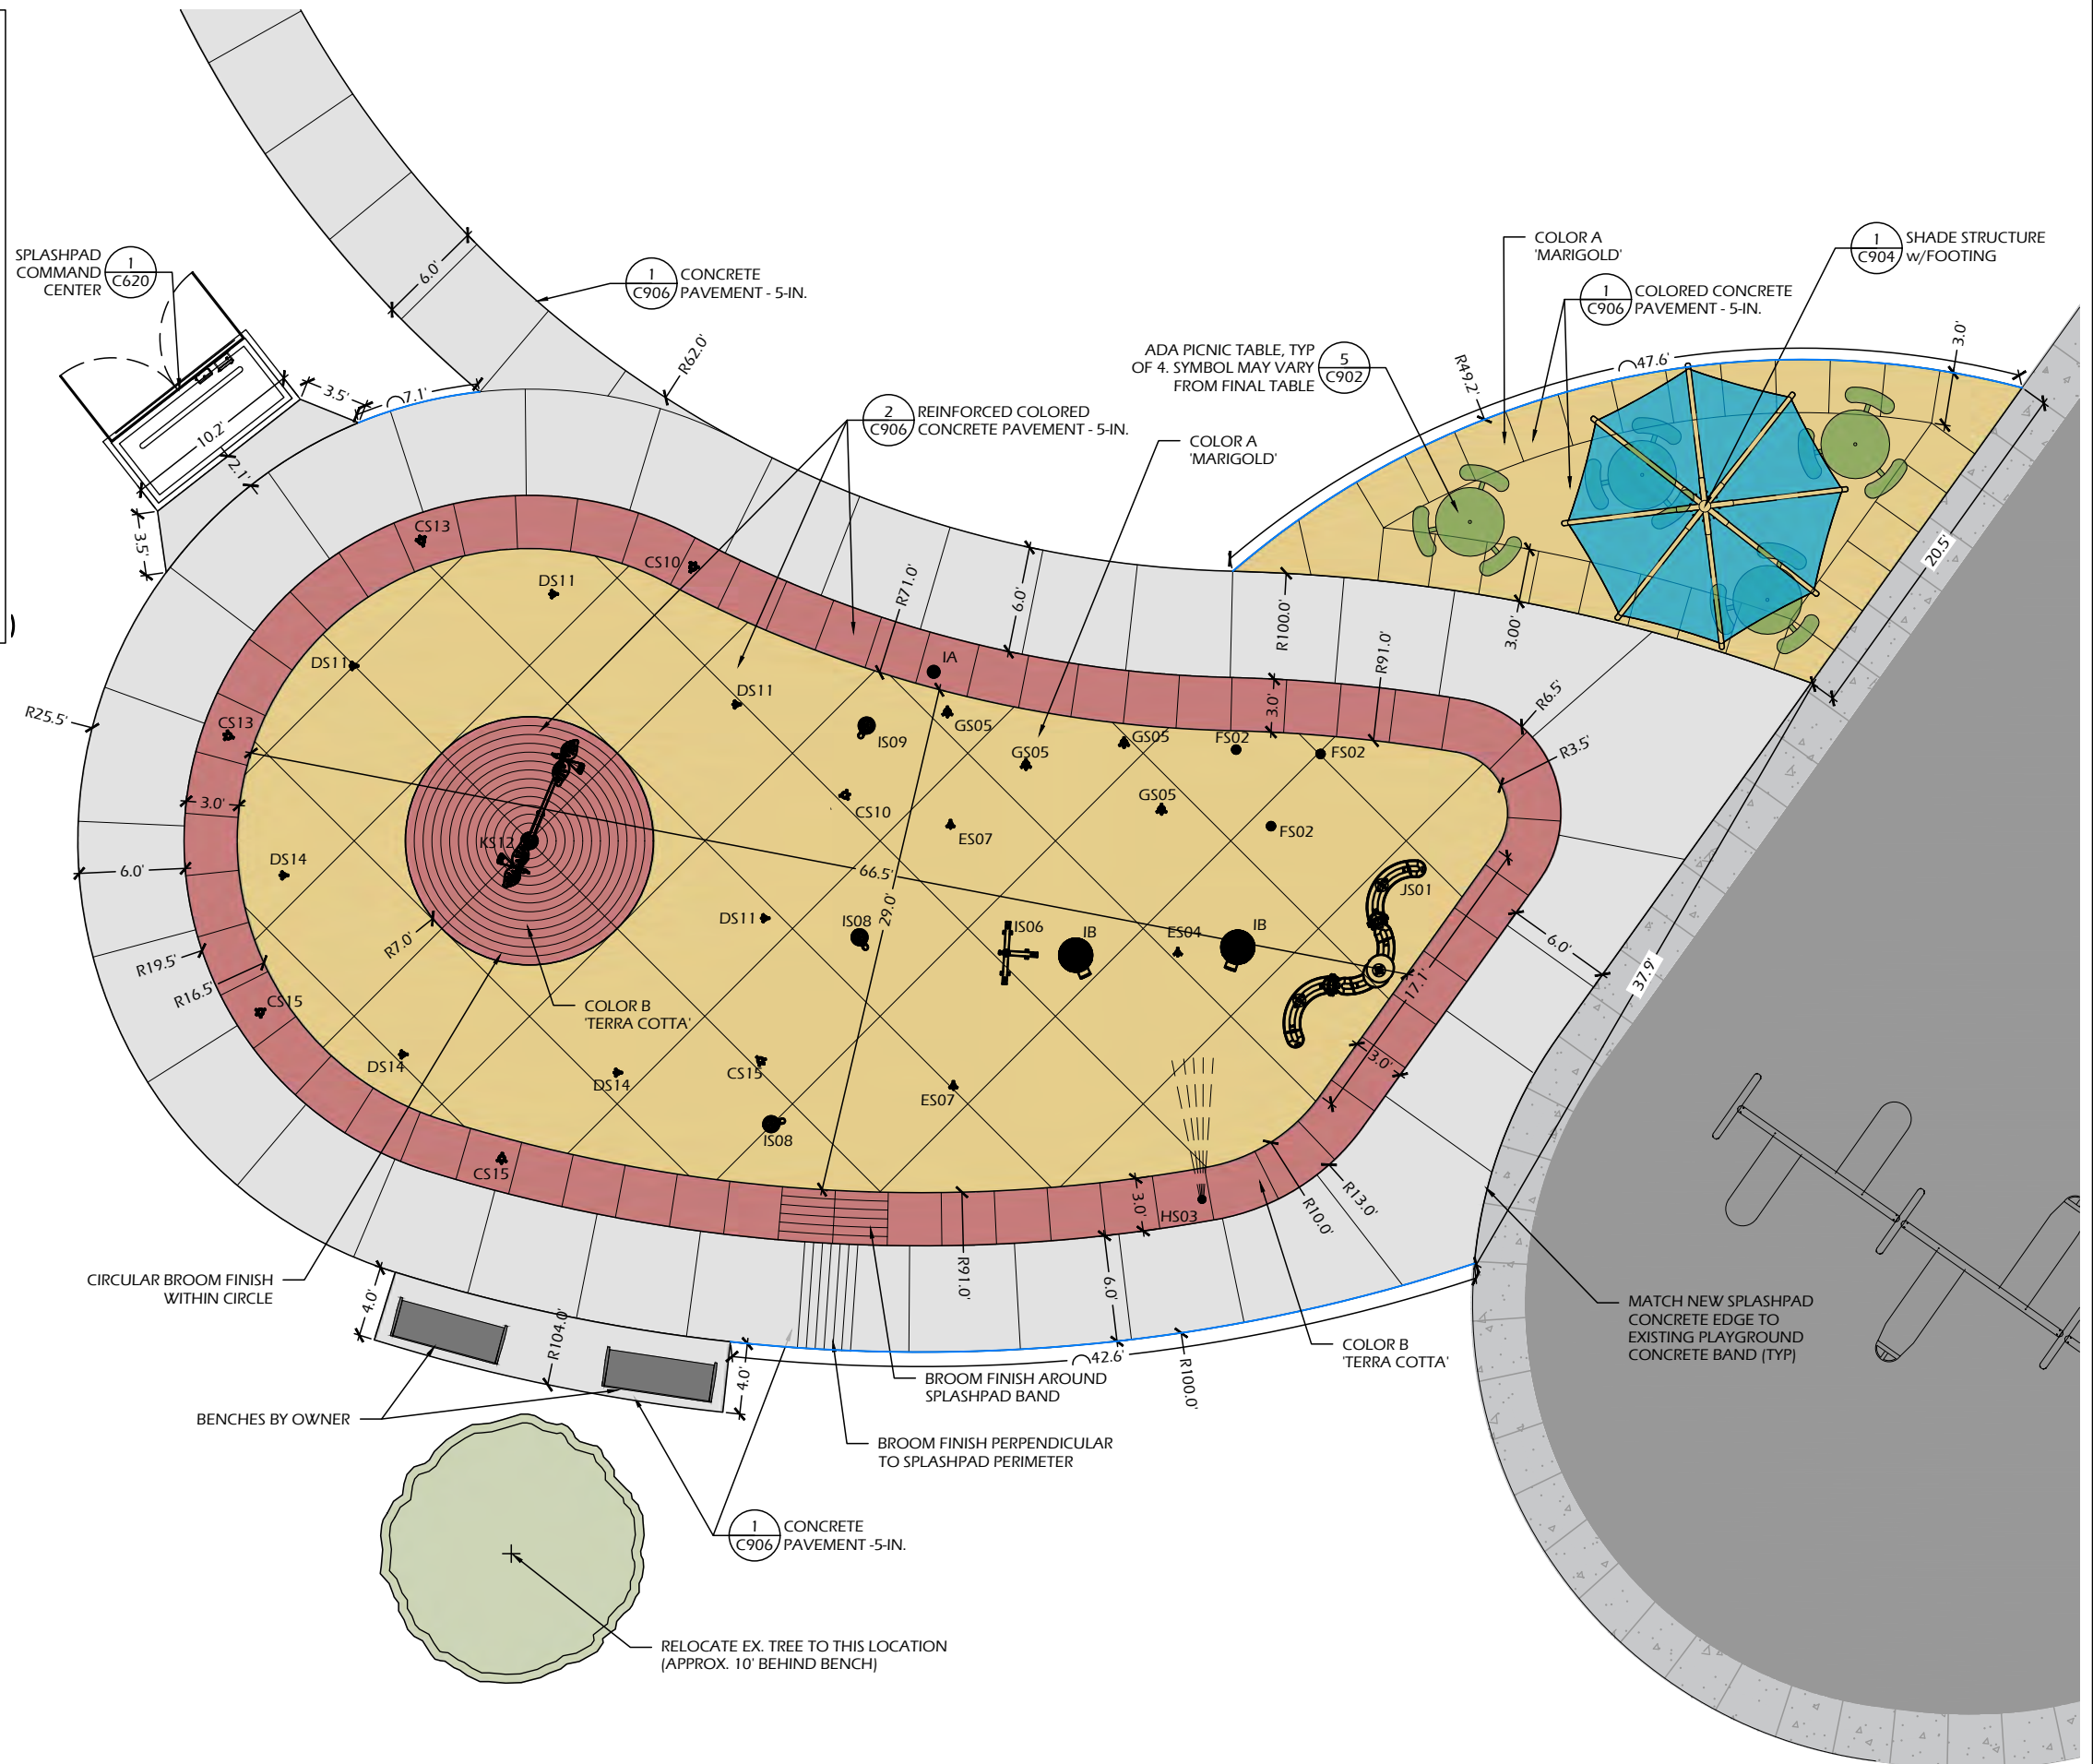 SPLASHPAD
COMMAND
CENTER
1
C620
6.0'
1
C906
CONCRETE
PAVEMENT - 5-IN.
R62.0'
3.5'
7.1'
10.2'
2.1'
3.5'
2
C906
REINFORCED COLORED
CONCRETE PAVEMENT - 5-IN.
COLOR A
'MARIGOLD'
ADA PICNIC TABLE, TYP
OF 4. SYMBOL MAY VARY
FROM FINAL TABLE
5
C902
COLOR A
'MARIGOLD'
1
C906
COLORED CONCRETE
PAVEMENT - 5-IN.
1
C904
SHADE STRUCTURE
w/FOOTING
R49.2'
47.6'
3.0'
20.5'
3.00'
R100.0'
R91.0'
6.0'
R71.0'
CS13
CS10
DS11
DS11
DS11
IA
CS13
R25.5'
IS09
GS05
GS05
GS05
FS02
FS02
3.0'
R6.5'
R3.5'
3.0'
CS10
ES07
GS05
FS02
KS12
DS14
6.0'
66.5'
29.0'
JS01
R7.0'
DS11
IS08
IS06
IB
ES04
IB
6.0'
37.9'
17.1'
R19.5'
R16.5'
CS15
COLOR B
'TERRA COTTA'
DS14
DS14
CS15
ES07
3.0'
IS08
CS15
3.0'
HS03
R10.0'
R13.0'
CIRCULAR BROOM FINISH
WITHIN CIRCLE
4.0'
R104.0'
R91.0'
6.0'
MATCH NEW SPLASHPAD
CONCRETE EDGE TO
EXISTING PLAYGROUND
CONCRETE BAND (TYP)
COLOR B
'TERRA COTTA'
42.6'
R100.0'
4.0'
BROOM FINISH AROUND
SPLASHPAD BAND
BENCHES BY OWNER
BROOM FINISH PERPENDICULAR
TO SPLASHPAD PERIMETER
1
C906
CONCRETE
PAVEMENT -5-IN.
RELOCATE EX. TREE TO THIS LOCATION
(APPROX. 10' BEHIND BENCH)